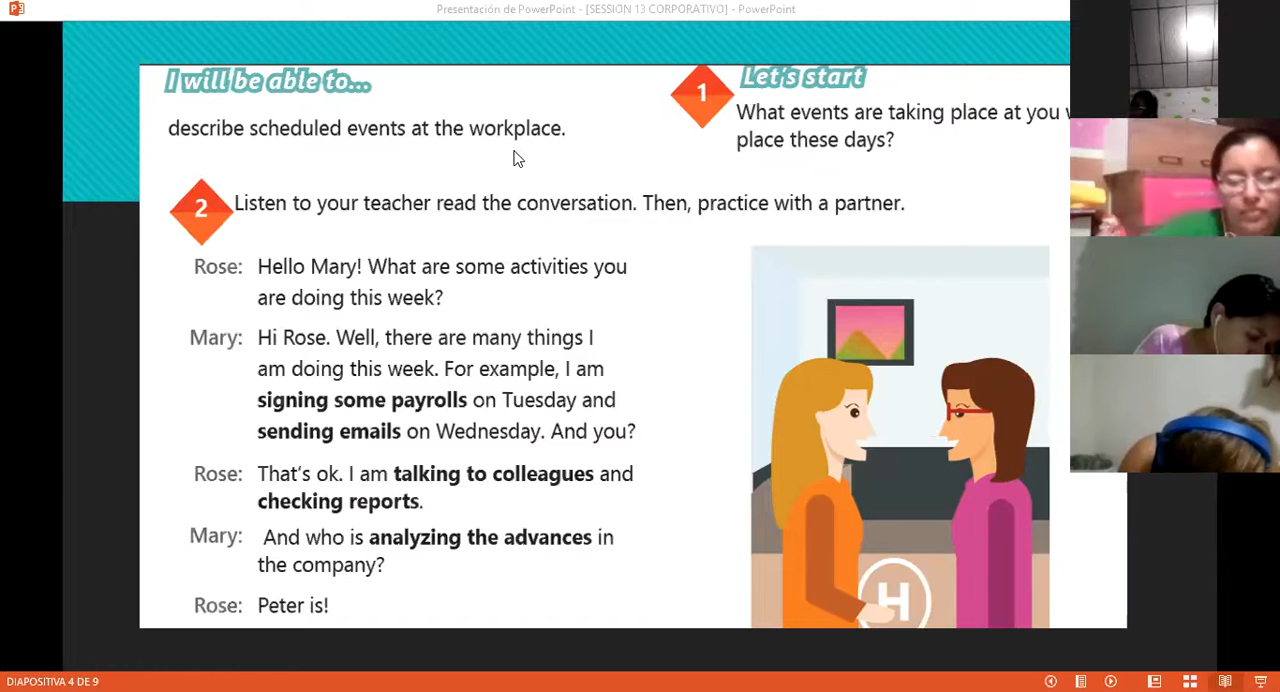 Presentación de PowerPoint - [SESSION 13 CORPORATIVO] - PowerPoint
I will be able to...
describe scheduled events at the workplace.
1
Let's start
What events are taking place at you
place these days?
2
Listen to your teacher read the conversation. Then, practice with a partner.
Rose: Hello Mary! What are some activities you
are doing this week?
Mary: Hi Rose. Well, there are many things I
am doing this week. For example, I am
signing some payrolls on Tuesday and
sending emails on Wednesday. And you?
Rose: That's ok. I am talking to colleagues and
checking reports.
Mary: And who is analyzing the advances in
the company?
Rose: Peter is!
H
DIAPOSITIVA 4 DE 9